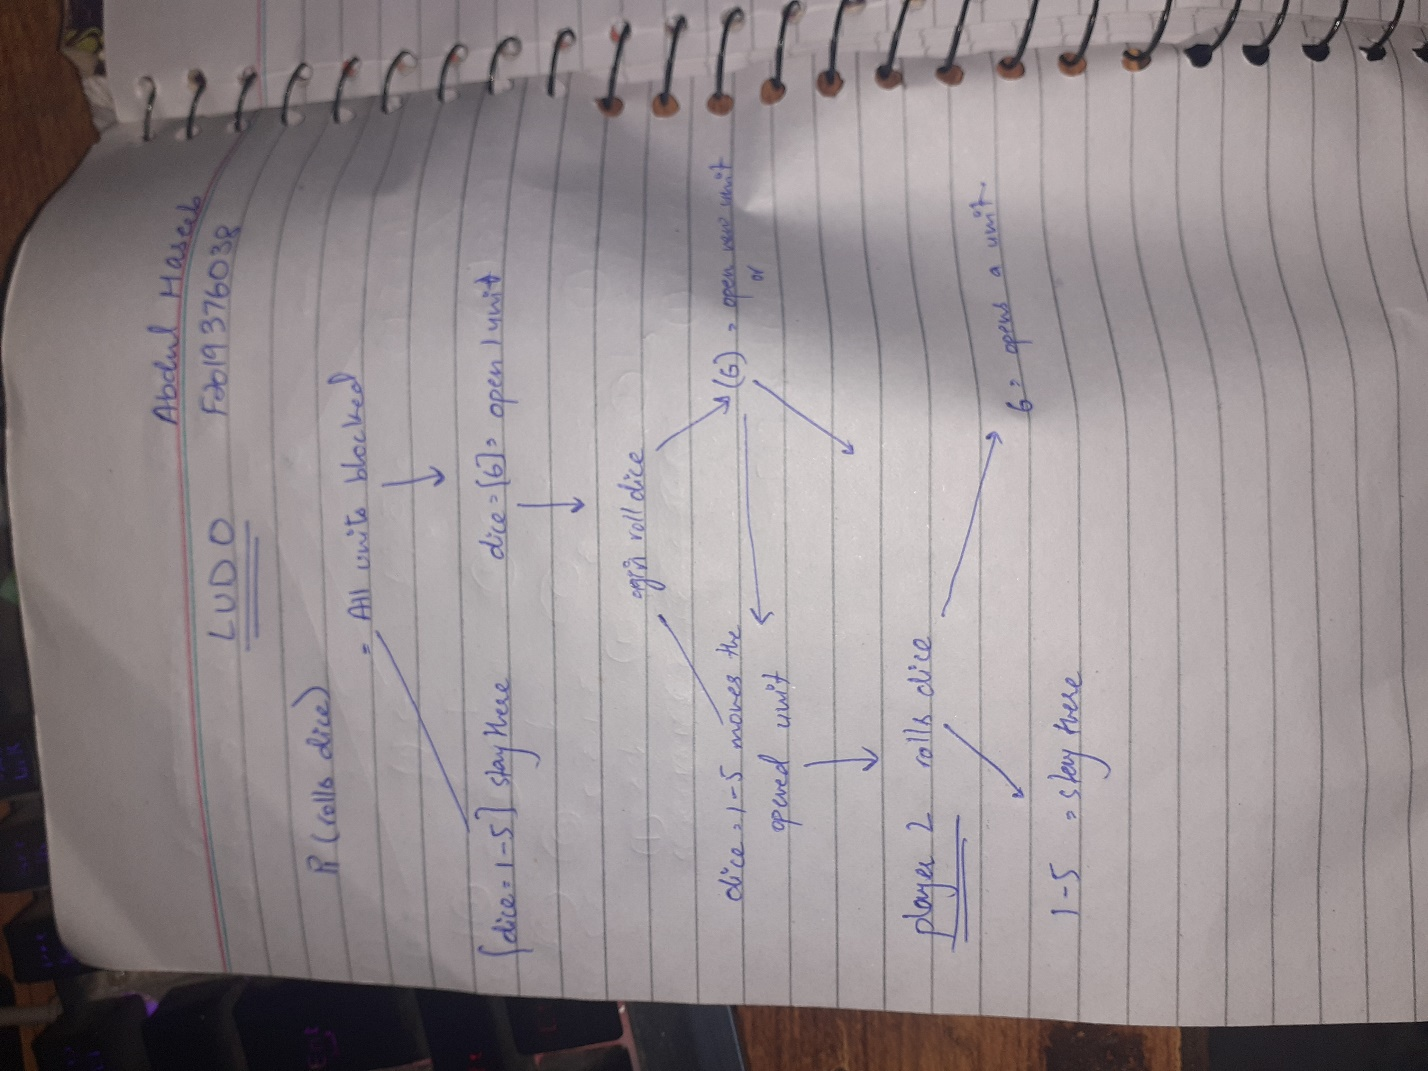 Abdul Haseeb
LUDO
P1 (rolls dice)
= All units blocked
[dice = 1-5] stay there
dice = [6] = open 1 unit
again roll dice
dice = 1-5 moves the
opened unit
(6) = open new unit
or
player 2 rolls dice
6 = opens a unit.
1-5 = stay there